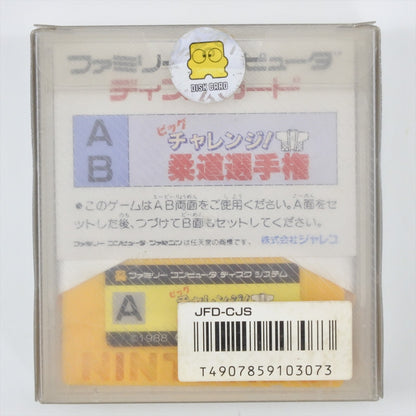 ファミリー コンピュータ
ディスクカード
DISK CARD
A
B
ビッグ
チャレンジ!
柔道選手権
●このゲームはAB両面をご使用ください。A面をセ
ットした後、つづけてB面もセットしてください。
ファミリー コンピュータ ファミコンは任天堂の商標です。 株式会社ジャレコ
ファミリー コンピュータ ディスク システム
A
ビッグ
©1988
JFD-CJS
T4907859103073